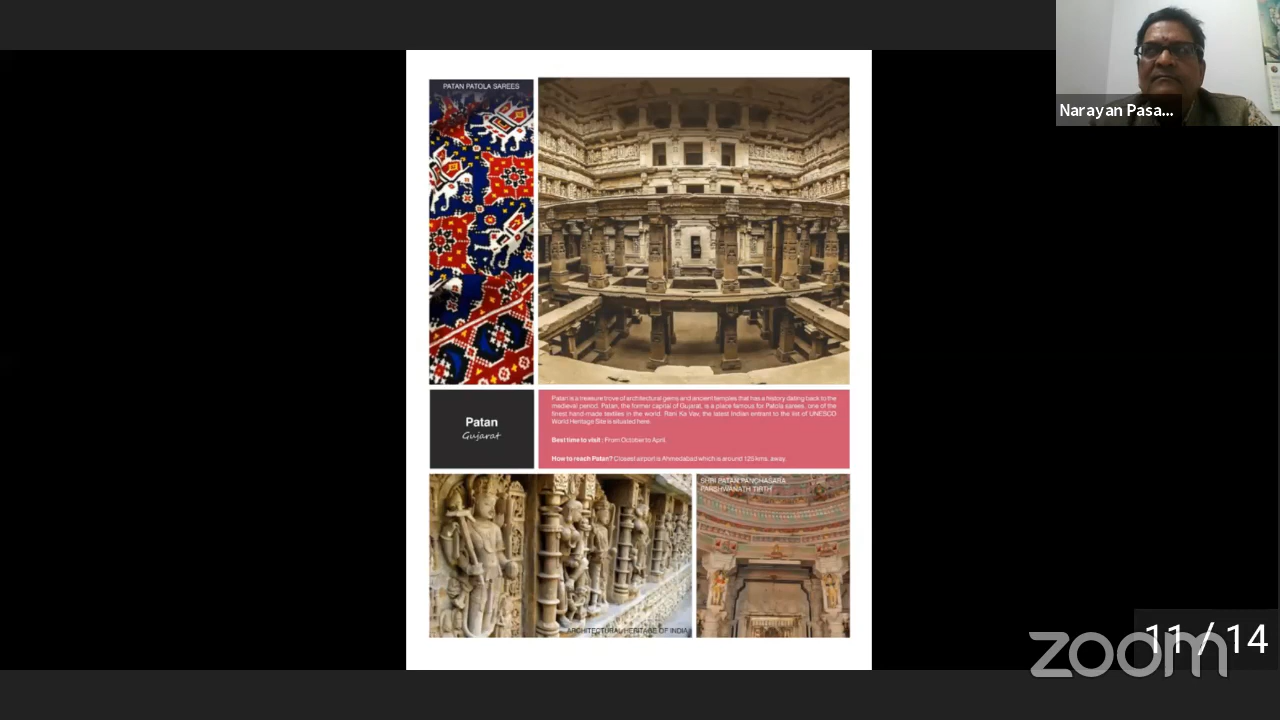 PATAN PATOLA SAREES
Narayan Pasa...
Patan
Gujarat
Patan is a treasure trove of architectural gems and ancient temples that has a history dating back to the
medieval period. Patan, the former capital of Gujarat, is a place famous for Patola sarees, one of the
finest hand-made textiles in the world. Rani Ka Vav, the latest Indian entrant to the list of UNESCO
World Heritage Site is situated here.
Best time to visit : From October to April.
How to reach Patan? Closest airport is Ahmedabad which is around 125 kms. away.
SHRI PATAN PANCHASARA
PARSHWANATH TIRTH
ARCHITECTURAL HERITAGE OF INDIA
11 / 14
zoom